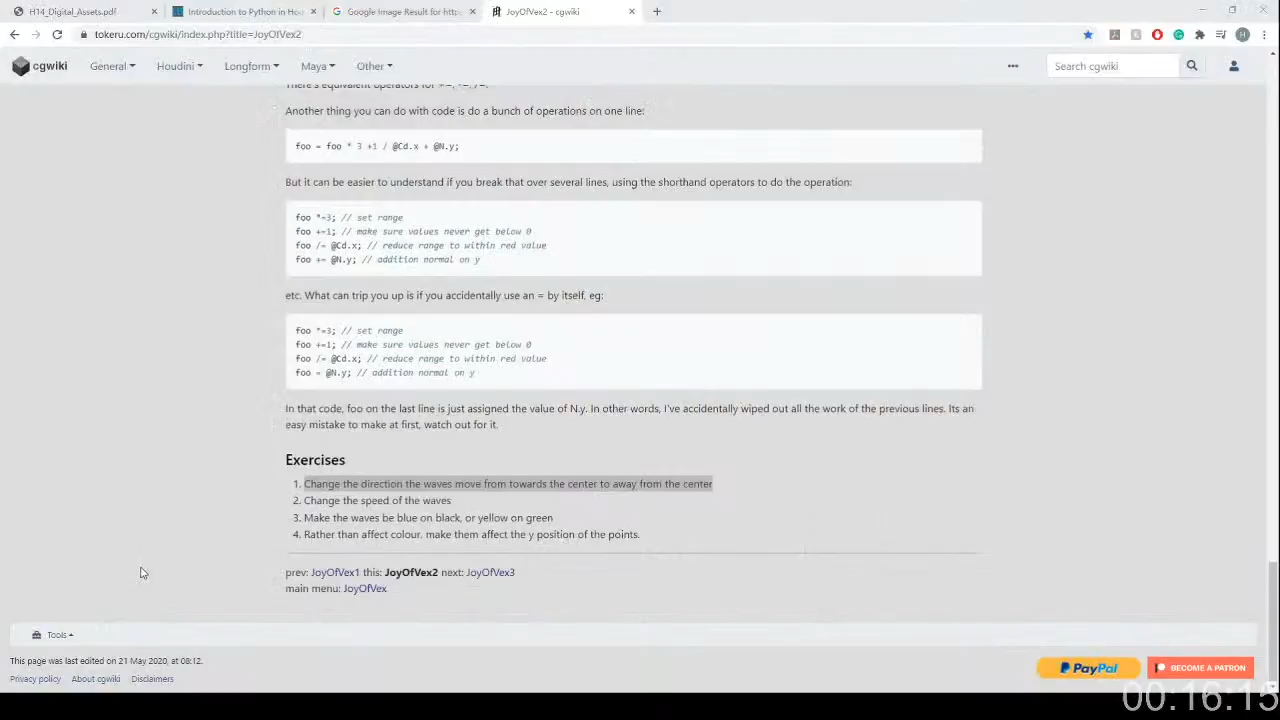 H14_Digital_Assets.pdf
Introduction to Python in Hou
Google Image Result for http:
JoyOfVex2 - cgwiki
tokeru.com/cgwiki/index.php?title=JoyOfVex2
cgwiki
General
Houdini
Longform
Maya
Other
Search cgwiki
Another thing you can do with code is do a bunch of operations on one line:
foo = foo * 3 +1 / @Cd.x + @N.y;
But it can be easier to understand if you break that over several lines, using the shorthand operators to do the operation:
foo *=3; // set range
foo +=1; // make sure values never get below 0
foo /= @Cd.x; // reduce range to within red value
foo += @N.y; // addition normal on y
etc. What can trip you up is if you accidentally use an = by itself, eg:
foo *=3; // set range
foo +=1; // make sure values never get below 0
foo /= @Cd.x; // reduce range to within red value
foo = @N.y; // addition normal on y
In that code, foo on the last line is just assigned the value of N.y. In other words, I've accidentally wiped out all the work of the previous lines. Its an
easy mistake to make at first, watch out for it.
Exercises
1. Change the direction the waves move from towards the center to away from the center
2. Change the speed of the waves
3. Make the waves be blue on black, or yellow on green
4. Rather than affect colour, make them affect the y position of the points.
prev: JoyOfVex1 this: JoyOfVex2 next: JoyOfVex3
main menu: JoyOfVex
Tools
This page was last edited on 21 May 2020, at 08:12.
Privacy policy About cgwiki Disclaimers
PayPal
BECOME A PATRON
00:16:15